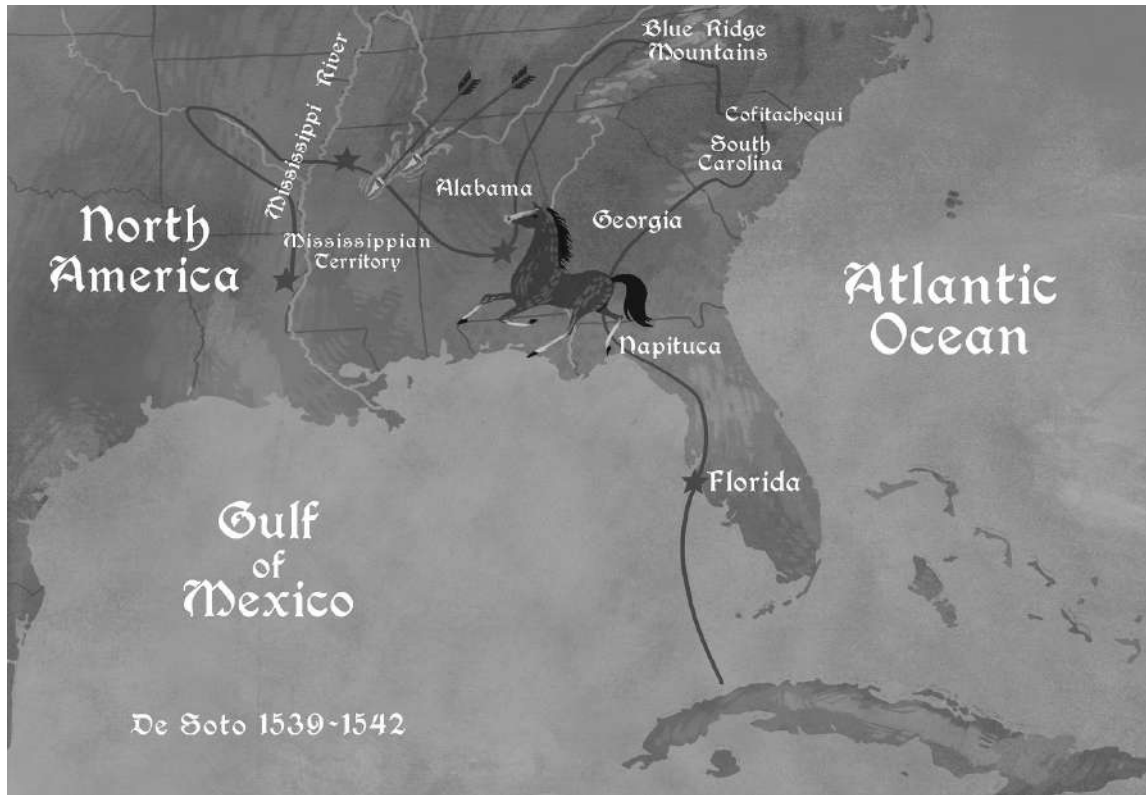 Blue Ridge
Mountains
Mississippi River
Cofitachequi
South
Carolina
Alabama
Georgia
North
America
Mississippian
Territory
Atlantic
Ocean
Napituca
Florida
Gulf
of
Mexico
De Soto 1539-1542